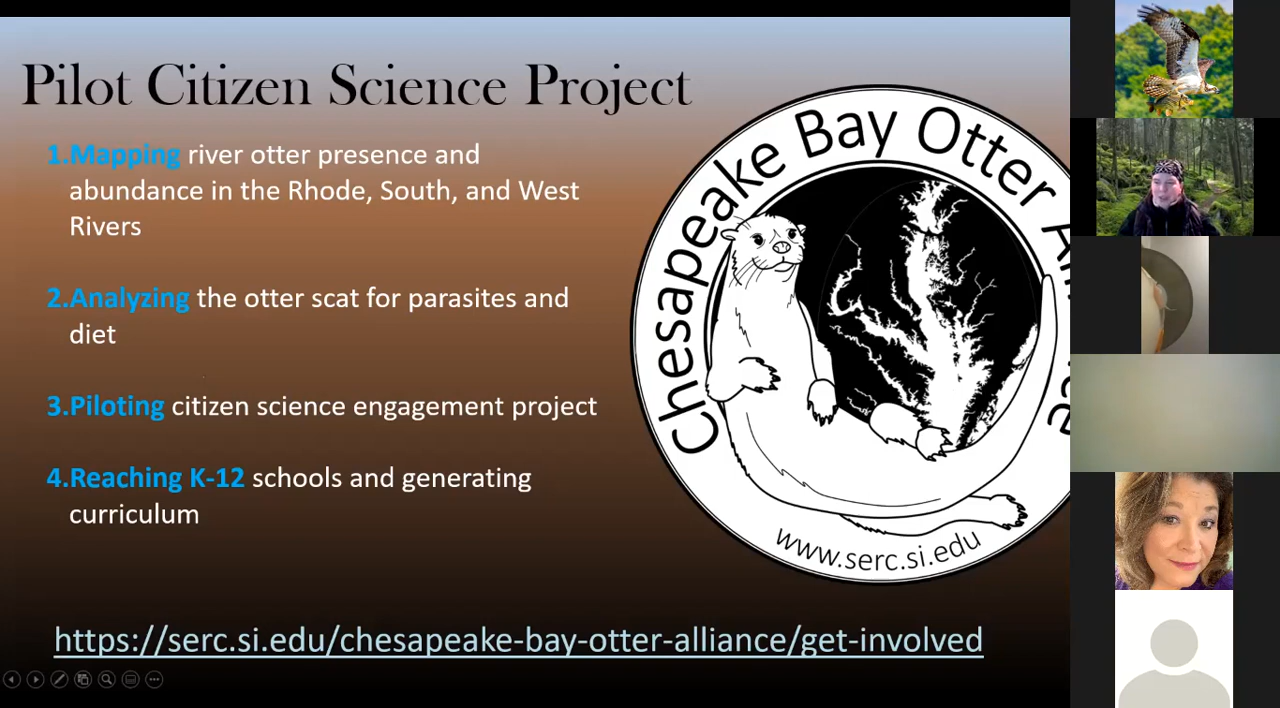 Pilot Citizen Science Project
1.Mapping river otter presence and
abundance in the Rhode, South, and West
Rivers
2.Analyzing the otter scat for parasites and
diet
3.Piloting citizen science engagement project
4.Reaching K-12 schools and generating
curriculum
Chesapeake Bay Otter
www.serc.si.edu
https://serc.si.edu/chesapeake-bay-otter-alliance/get-involved